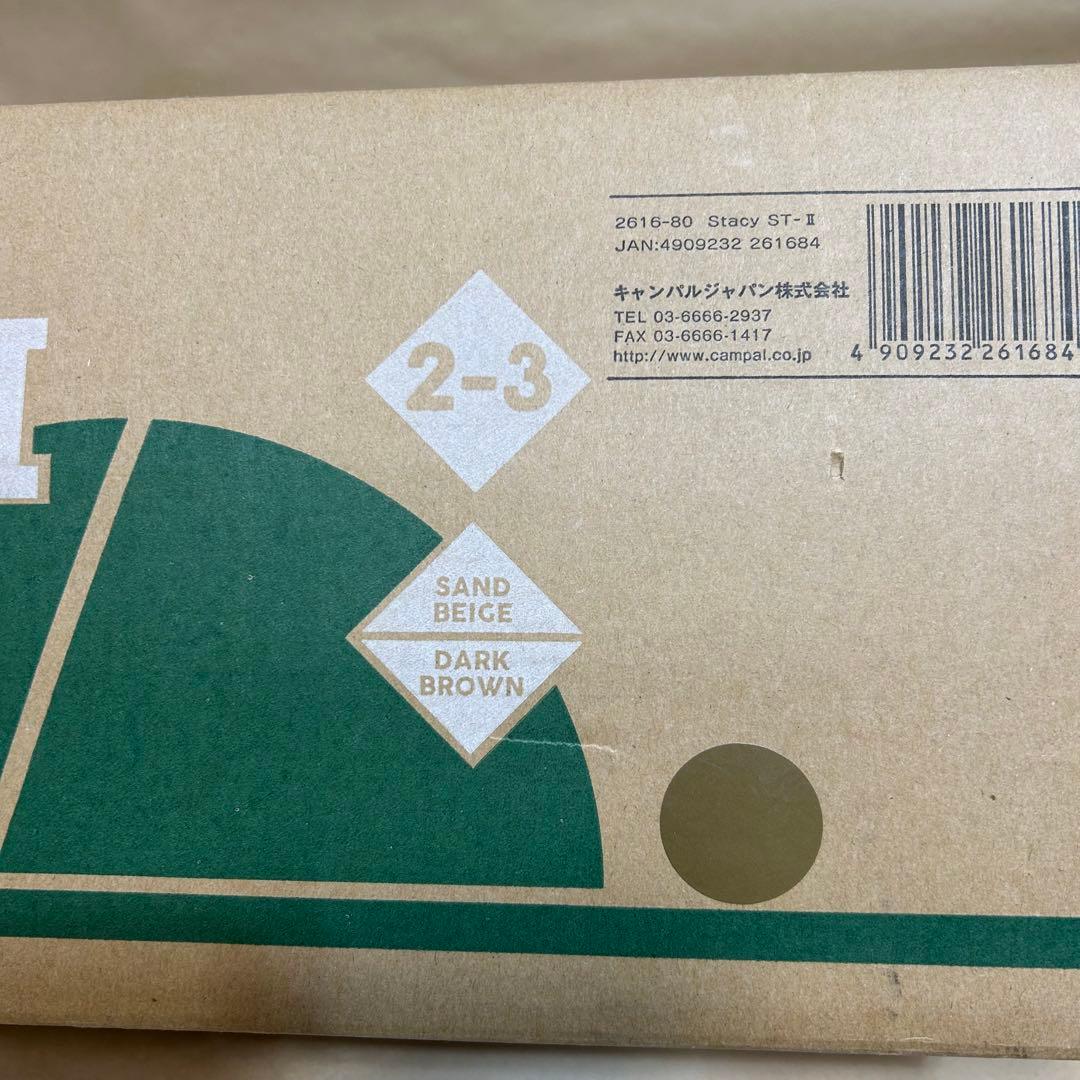 2616-80 Stacy ST-Ⅱ
JAN:4909232 261684
キャンパルジャパン株式会社
TEL 03-6666-2937
FAX 03-6666-1417
http://www.campal.co.jp
4 909232 261684
2-3
SAND
BEIGE
DARK
BROWN